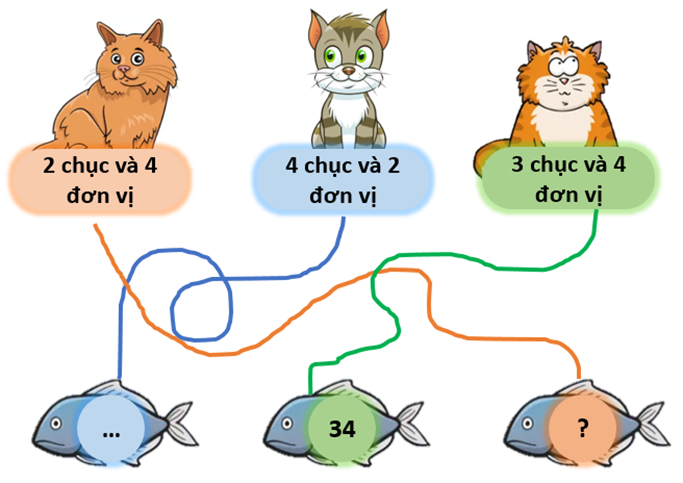 2 chục và 4
đơn vị
4 chục và 2
đơn vị
3 chục và 4
đơn vị
...
34
?